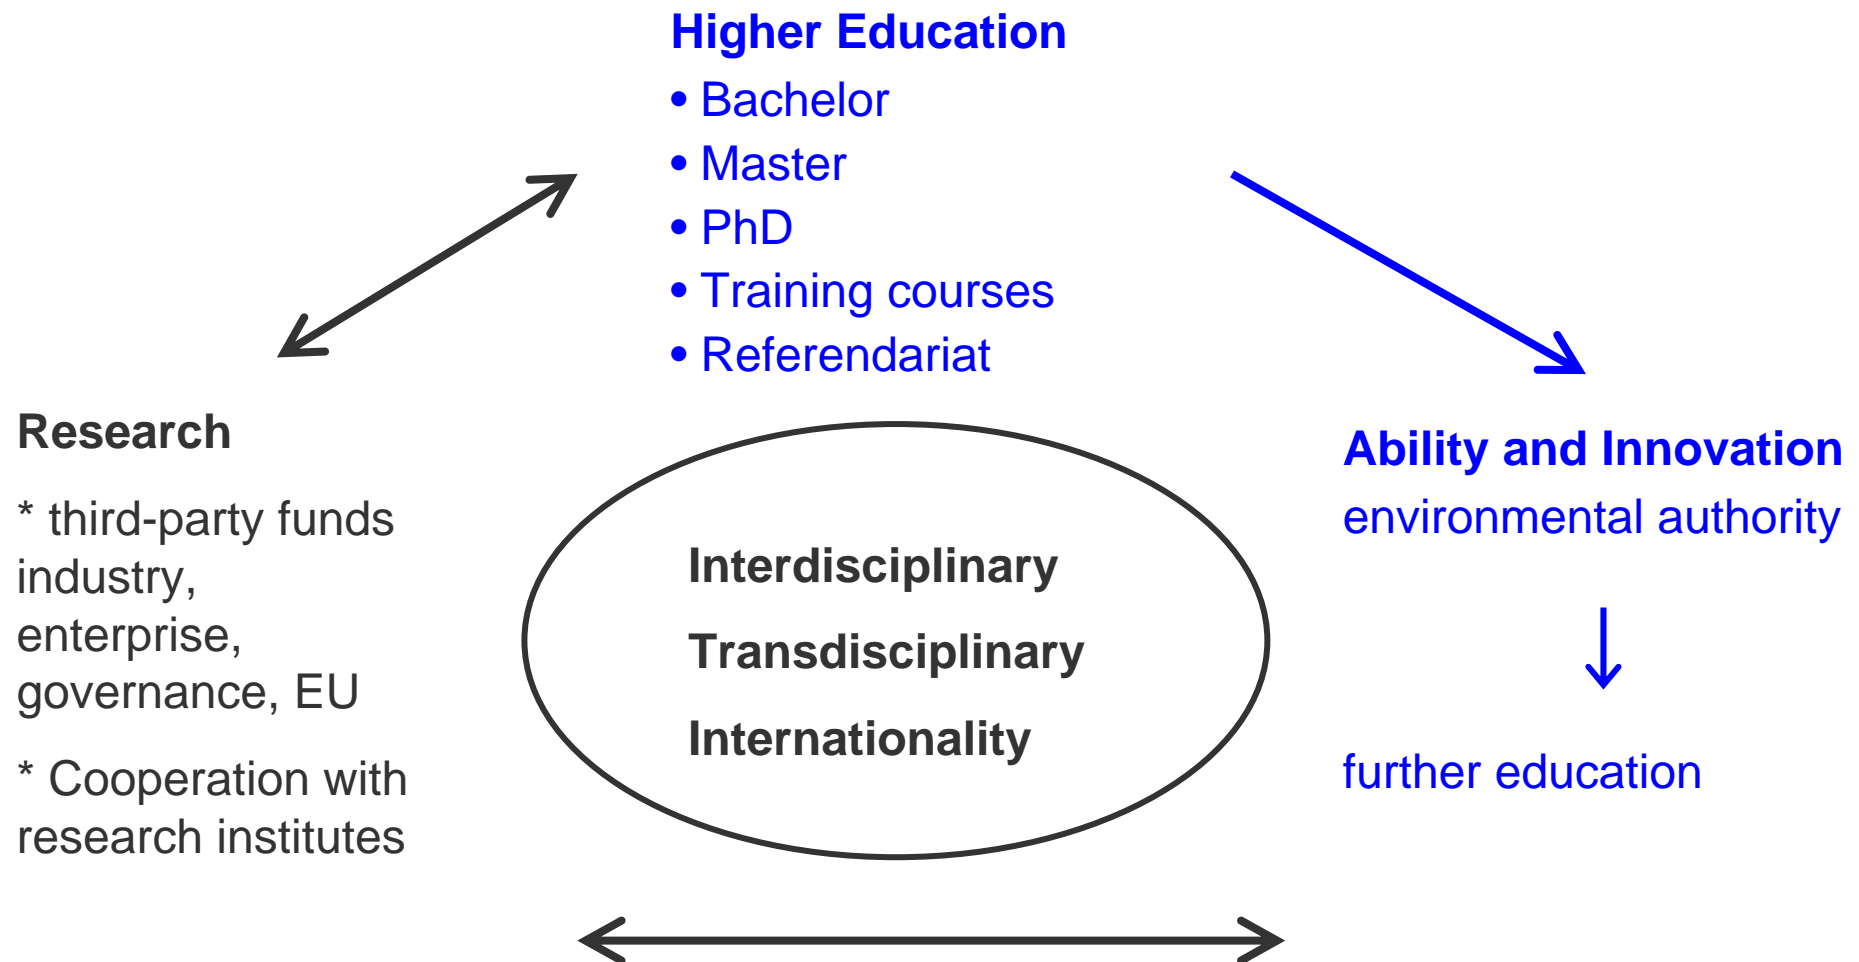 Higher Education
• Bachelor
• Master
• PhD
• Training courses
• Referendariat
Research
* third-party funds
industry,
enterprise,
governance, EU
* Cooperation with
research institutes
Interdisciplinary
Transdisciplinary
Internationality
Ability and Innovation
environmental authority
further education